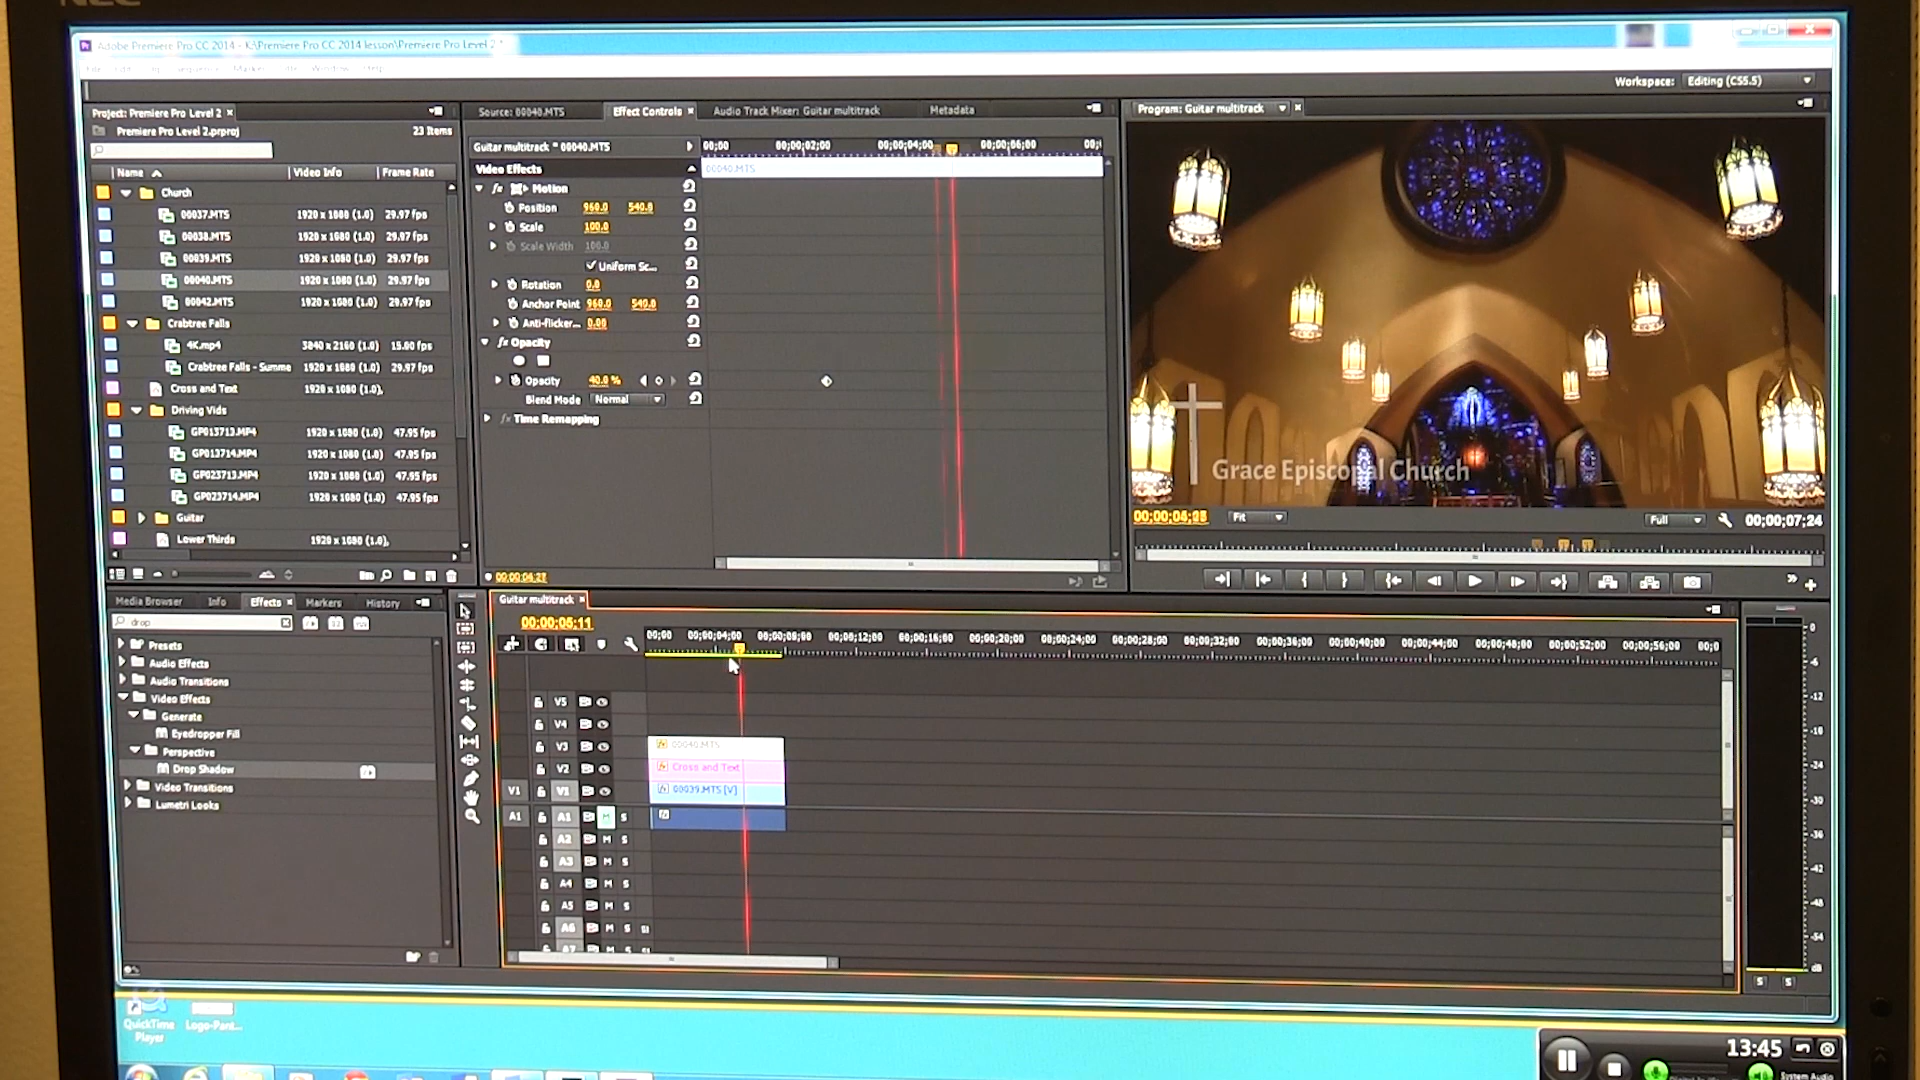 NEC
Adobe Premiere Pro CC 2014 - K:\Premiere Pro CC 2014 lesson\Premiere Pro Level 2 *
Workspace: Editing (CS5.5)
Project: Premiere Pro Level 2
Premiere Pro Level 2.prproj
23 Items
Name
Video Info
Frame Rate
Church
00037.MTS 1920 x 1080 (1.0) 29.97 fps
00038.MTS 1920 x 1080 (1.0) 29.97 fps
00039.MTS 1920 x 1080 (1.0) 29.97 fps
00040.MTS 1920 x 1080 (1.0) 29.97 fps
00042.MTS 1920 x 1080 (1.0) 29.97 fps
Crabtree Falls
4K.mp4 3840 x 2160 (1.0) 15.00 fps
Crabtree Falls - Summe 1920 x 1080 (1.0) 29.97 fps
Cross and Text 1920 x 1080 (1.0),
Driving Vids
GP013713.MP4 1920 x 1080 (1.0) 47.95 fps
GP013714.MP4 1920 x 1080 (1.0) 47.95 fps
GP023713.MP4 1920 x 1080 (1.0) 47.95 fps
GP023714.MP4 1920 x 1080 (1.0) 47.95 fps
Guitar
Lower Thirds 1920 x 1080 (1.0),
Source: 00040.MTS
Effect Controls
Audio Track Mixer: Guitar multitrack
Metadata
Guitar multitrack * 00040.MTS
00;00 00;00;02;00 00;00;04;00 00;00;06;00 00;
Video Effects
00040.MTS
fx Motion
Position 960.0 540.0
Scale 100.0
Scale Width 100.0
Uniform Sc...
Rotation 0.0
Anchor Point 960.0 540.0
Anti-flicker... 0.00
fx Opacity
Opacity 40.0 %
Blend Mode Normal
fx Time Remapping
Program: Guitar multitrack
Grace Episcopal Church
Fit
Full
00;00;07;24
Media Browser
Info
Effects
Markers
History
drop
Presets
Audio Effects
Audio Transitions
Video Effects
Generate
Eyedropper Fill
Perspective
Drop Shadow
Video Transitions
Lumetri Looks
Guitar multitrack
00;00;05;11
00;00 00;00;04;00 00;00;08;00 00;00;12;00 00;00;16;00 00;00;20;00 00;00;24;00 00;00;28;00 00;00;32;00 00;00;36;00 00;00;40;00 00;00;44;00 00;00;48;00 00;00;52;00 00;00;56;00 00;0
V5
V4
V3 00040.MTS
V2 Cross and Text
V1 V1 00039.MTS [V]
A1 A1 M S
A2 M S
A3 M S
A4 M S
A5 M S
A6 M S
A7 M S
0
-6
-12
-18
-24
-30
-36
-42
-48
-54
dB
S S
QuickTime
Player
Logo-Pant...
13:45
System Audio